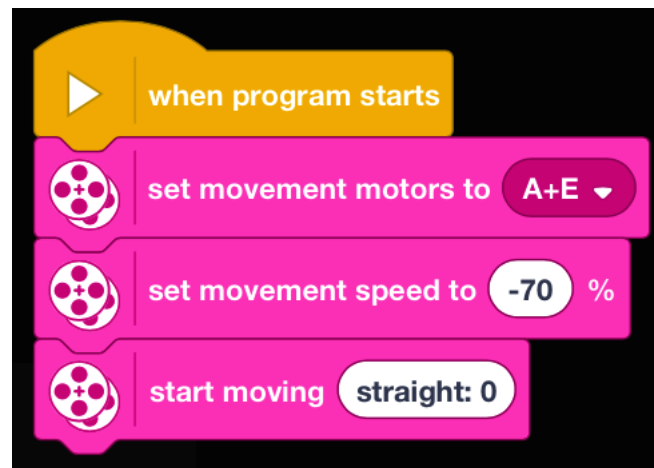 when program starts
set movement motors to A+E
set movement speed to -70 %
start moving straight: 0